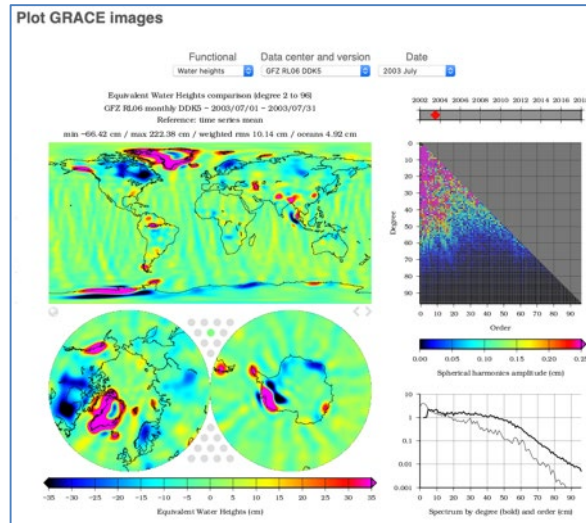 Plot GRACE images
Functional Data center and version Date
Water heights GFZ RL06 DDK5 2003 July
Equivalent Water Heights comparison (degree 2 to 96)
GFZ RL06 monthly DDK5 – 2003/07/01 – 2003/07/31
Reference: time series mean
min −66.42 cm / max 222.38 cm / weighted rms 10.14 cm / oceans 4.92 cm
2002 2004 2006 2008 2010 2012 2014 2016 2018
0
10
20
30
40
50
60
70
80
90
Degree
0 10 20 30 40 50 60 70 80 90
Order
0.00 0.05 0.10 0.15 0.20 0.25
Spherical harmonics amplitude (cm)
10
1
0.1
0.01
0.001
0 10 20 30 40 50 60 70 80 90
Spectrum by degree (bold) and order (cm)
−35 −30 −25 −20 −15 −10 −5 0 5 10 15 20 25 30 35
Equivalent Water Heights (cm)